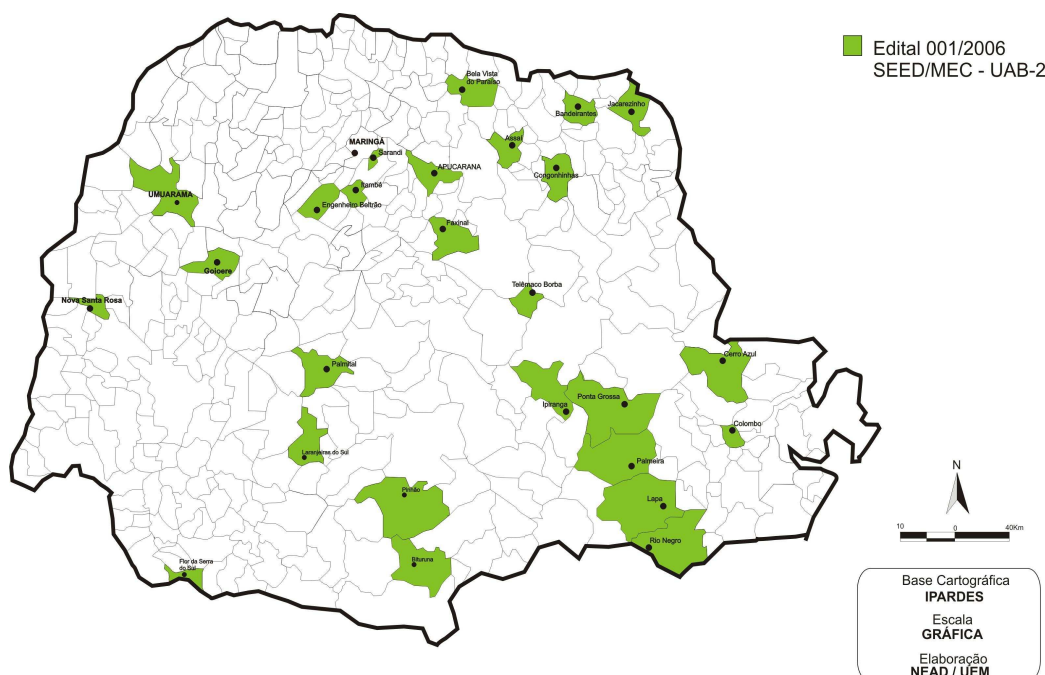 Edital 001/2006
SEED/MEC - UAB-2
Bela Vista
do Paraíso
Bandeirantes
Jacarezinho
Assaí
MARINGÁ
Sarandi
APUCARANA
Congonhinhas
Itambé
UMUARAMA
Engenheiro Beltrão
Faxinal
Goioere
Telêmaco Borba
Nova Santa Rosa
Cerro Azul
Palmital
Ponta Grossa
Ipiranga
Colombo
Laranjeiras do Sul
Palmeira
Pinhão
Lapa
Rio Negro
Bituruna
Flor da Serra
do Sul
N
10 0 40Km
Base Cartográfica
IPARDES
Escala
GRÁFICA
Elaboração
NEAD / UEM